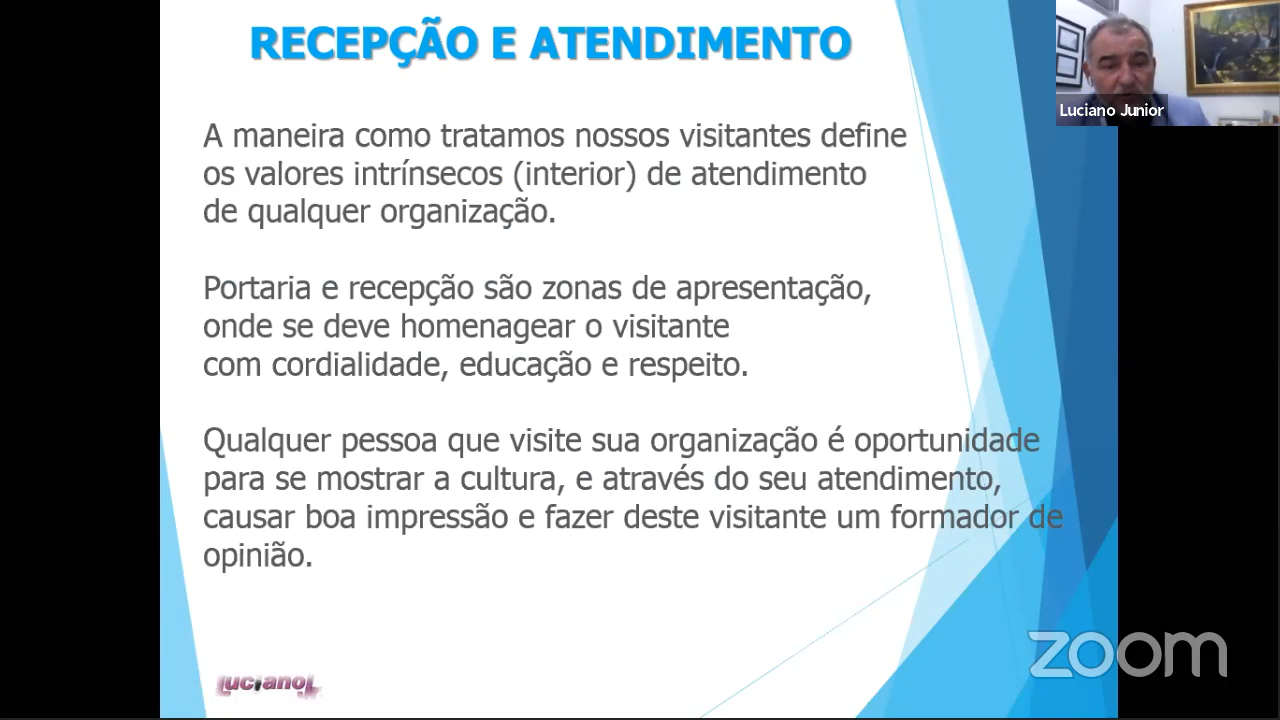 RECEPÇÃO E ATENDIMENTO
Luciano Junior
A maneira como tratamos nossos visitantes define
os valores intrínsecos (interior) de atendimento
de qualquer organização.
Portaria e recepção são zonas de apresentação,
onde se deve homenagear o visitante
com cordialidade, educação e respeito.
Qualquer pessoa que visite sua organização é oportunidade
para se mostrar a cultura, e através do seu atendimento,
causar boa impressão e fazer deste visitante um formador de
opinião.
zoom